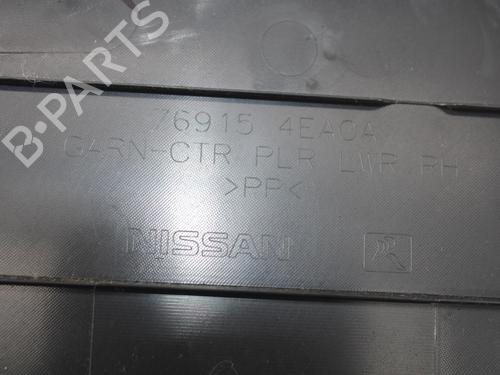 B-PARTS
76915 4EA0A
GARN-CTR PLR LWR RH
>PP<
NISSAN